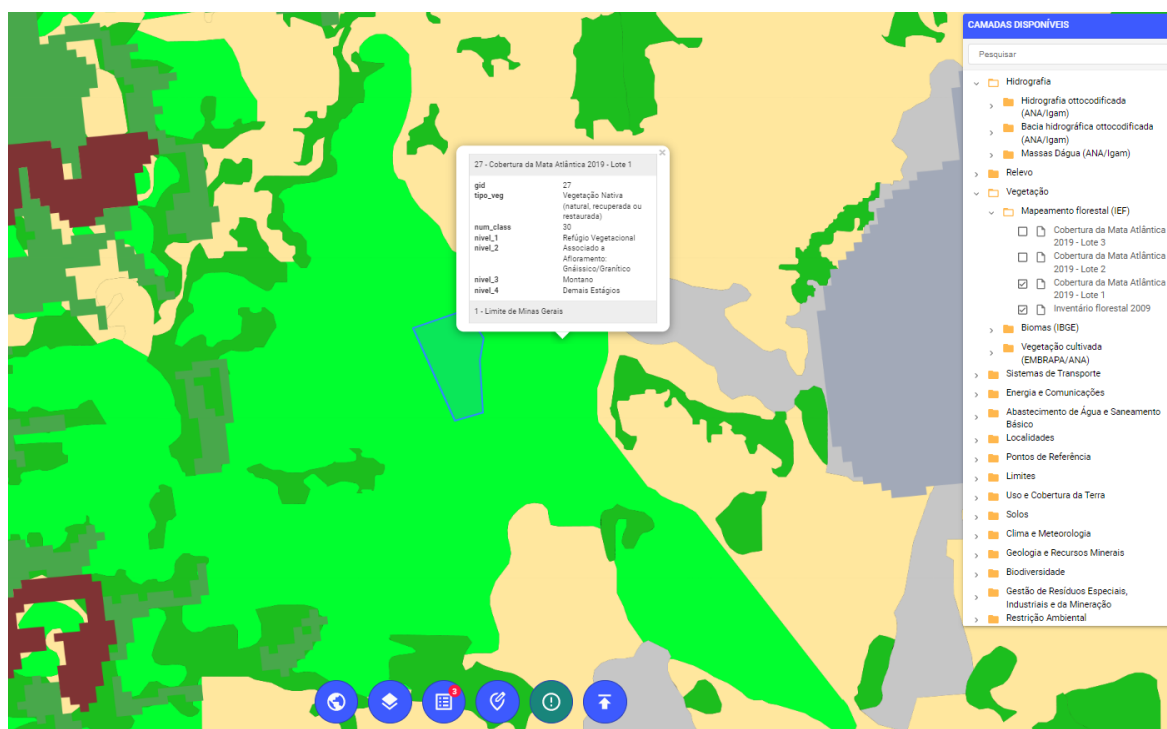 CAMADAS DISPONÍVEIS
Pesquisar
Hidrografia
Hidrografia ottocodificada
(ANA/Igam)
Bacia hidrográfica ottocodificada
(ANA/Igam)
Massas Dágua (ANA/Igam)
Relevo
Vegetação
Mapeamento florestal (IEF)
Cobertura da Mata Atlântica
2019 - Lote 3
Cobertura da Mata Atlântica
2019 - Lote 2
Cobertura da Mata Atlântica
2019 - Lote 1
Inventário florestal 2009
Biomas (IBGE)
Vegetação cultivada
(EMBRAPA/ANA)
Sistemas de Transporte
Energia e Comunicações
Abastecimento de Água e Saneamento
Básico
Localidades
Pontos de Referência
Limites
Uso e Cobertura da Terra
Solos
Clima e Meteorologia
Geologia e Recursos Minerais
Biodiversidade
Gestão de Resíduos Especiais,
Industriais e da Mineração
Restrição Ambiental
27 - Cobertura da Mata Atlântica 2019 - Lote 1
gid 27
tipo_veg Vegetação Nativa
(natural, recuperada ou
restaurada)
num_class 30
nivel_1 Refúgio Vegetacional
nivel_2 Associado a
Afloramento:
Gnáissico/Granítico
nivel_3 Montano
nivel_4 Demais Estágios
1 - Limite de Minas Gerais
3